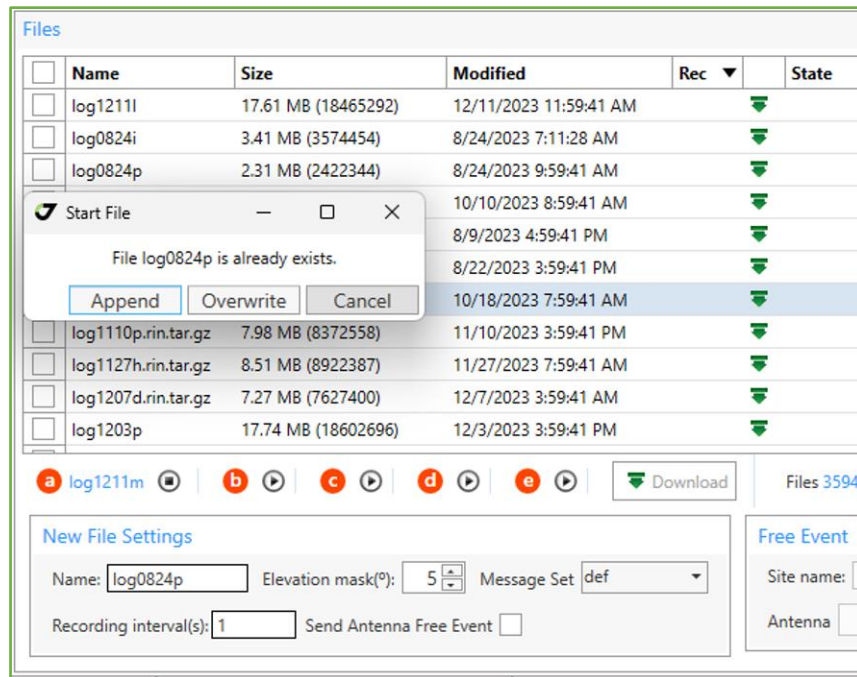 Files
Name Size Modified Rec State
log1211l 17.61 MB (18465292) 12/11/2023 11:59:41 AM
log0824i 3.41 MB (3574454) 8/24/2023 7:11:28 AM
log0824p 2.31 MB (2422344) 8/24/2023 9:59:41 AM
10/10/2023 8:59:41 AM
Start File
8/9/2023 4:59:41 PM
File log0824p is already exists.
8/22/2023 3:59:41 PM
Append Overwrite Cancel
10/18/2023 7:59:41 AM
log1110p.rin.tar.gz 7.98 MB (8372558) 11/10/2023 3:59:41 PM
log1127h.rin.tar.gz 8.51 MB (8922387) 11/27/2023 7:59:41 AM
log1207d.rin.tar.gz 7.27 MB (7627400) 12/7/2023 3:59:41 AM
log1203p 17.74 MB (18602696) 12/3/2023 3:59:41 PM
a log1211m b c d e Download Files 3594
New File Settings
Name: log0824p Elevation mask(º): 5 Message Set def
Recording interval(s): 1 Send Antenna Free Event
Free Event
Site name:
Antenna